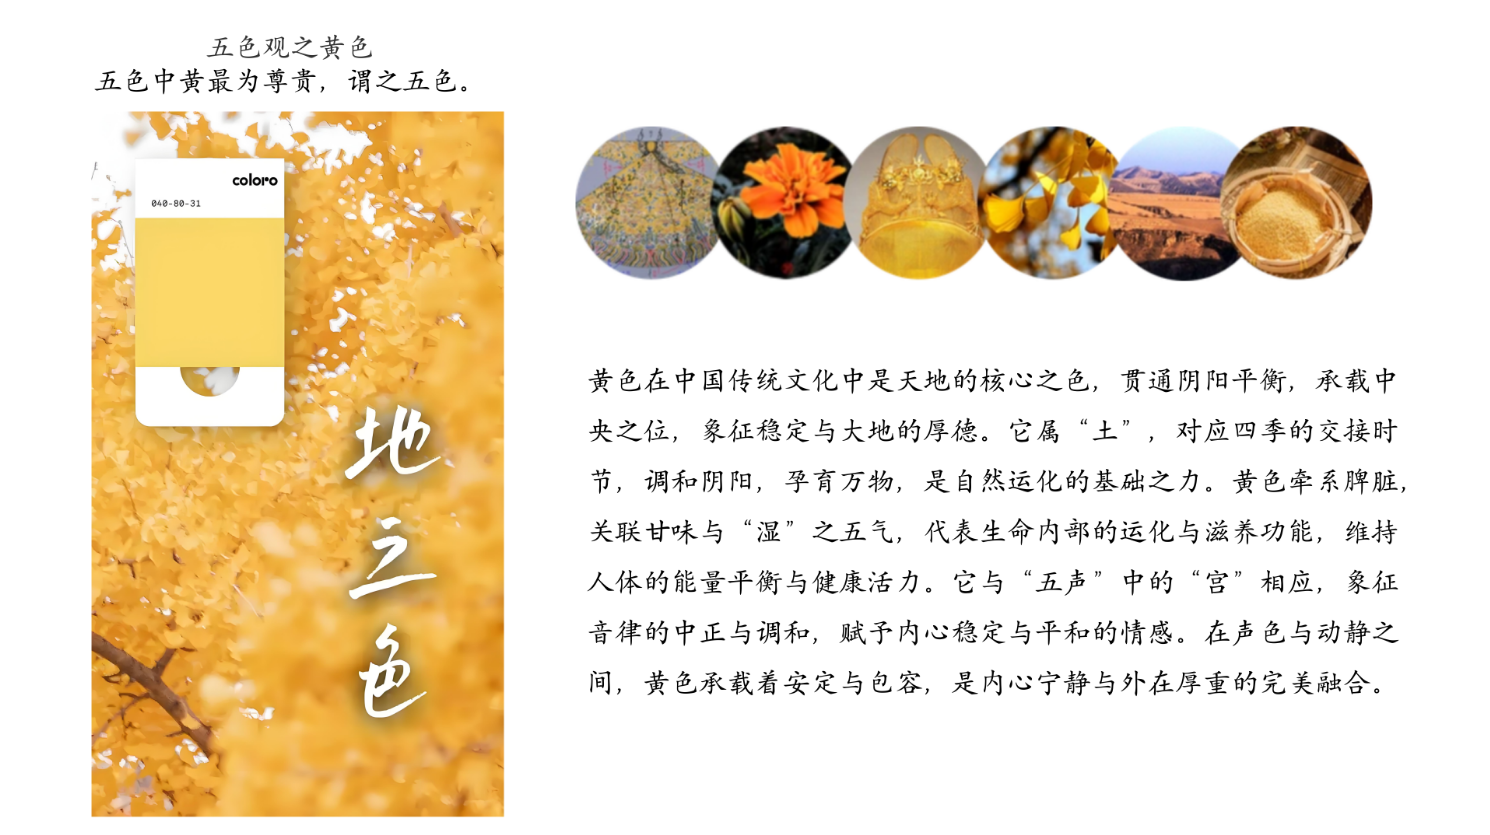 五色观之黄色
五色中黄最为尊贵，谓之五色。
coloro
040-80-31
地之色
黄色在中国传统文化中是天地的核心之色，贯通阴阳平衡，承载中
央之位，象征稳定与大地的厚德。它属“土”，对应四季的交接时
节，调和阴阳，孕育万物，是自然运化的基础之力。黄色牵系脾脏，
关联甘味与“湿”之五气，代表生命内部的运化与滋养功能，维持
人体的能量平衡与健康活力。它与“五声”中的“宫”相应，象征
音律的中正与调和，赋予内心稳定与平和的情感。在声色与动静之
间，黄色承载着安定与包容，是内心宁静与外在厚重的完美融合。